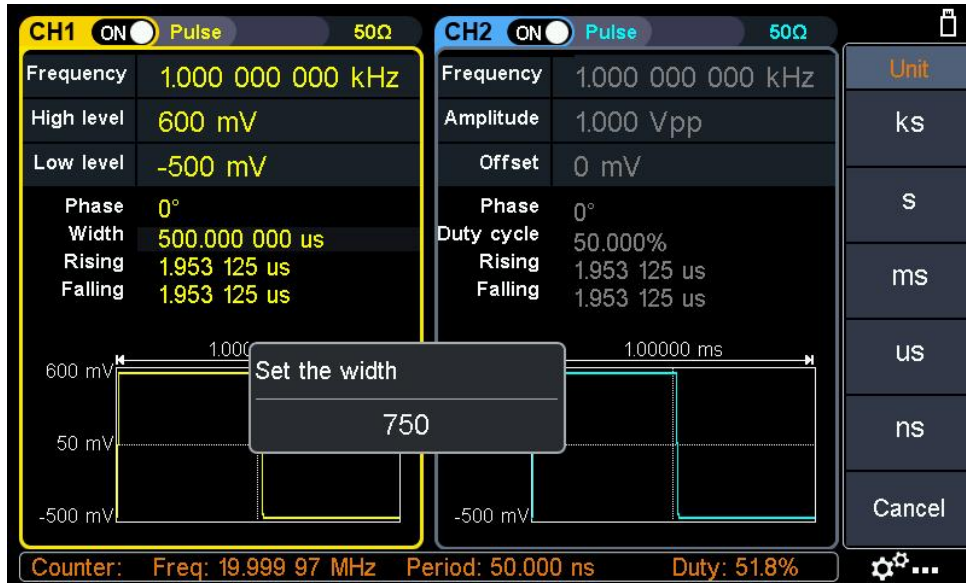 CH1 ON Pulse 50Ω
Frequency 1.000 000 000 kHz
High level 600 mV
Low level -500 mV
Phase 0°
Width 500.000 000 us
Rising 1.953 125 us
Falling 1.953 125 us
1.000
600 mV
50 mV
-500 mV
CH2 ON Pulse 50Ω
Frequency 1.000 000 000 kHz
Amplitude 1.000 Vpp
Offset 0 mV
Phase 0°
Duty cycle 50.000%
Rising 1.953 125 us
Falling 1.953 125 us
1.00000 ms
-500 mV
Set the width
750
Unit
ks
s
ms
us
ns
Cancel
Counter: Freq: 19.999 97 MHz Period: 50.000 ns Duty: 51.8%